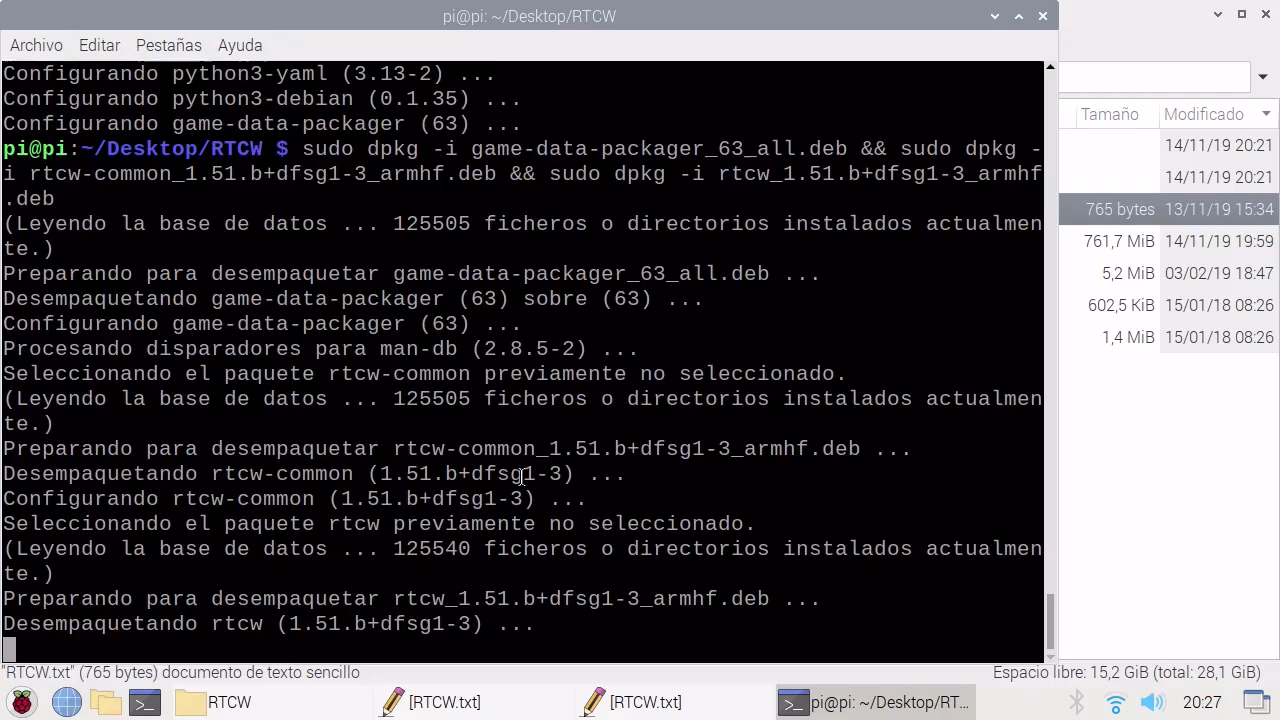 pi@pi: ~/Desktop/RTCW
Archivo Editar Pestañas Ayuda
Configurando python3-yaml (3.13-2) ...
Configurando python3-debian (0.1.35) ...
Configurando game-data-packager (63) ...
pi@pi:~/Desktop/RTCW $ sudo dpkg -i game-data-packager_63_all.deb && sudo dpkg -
i rtcw-common_1.51.b+dfsg1-3_armhf.deb && sudo dpkg -i rtcw_1.51.b+dfsg1-3_armhf
.deb
(Leyendo la base de datos ... 125505 ficheros o directorios instalados actualmen
te.)
Preparando para desempaquetar game-data-packager_63_all.deb ...
Desempaquetando game-data-packager (63) sobre (63) ...
Configurando game-data-packager (63) ...
Procesando disparadores para man-db (2.8.5-2) ...
Seleccionando el paquete rtcw-common previamente no seleccionado.
(Leyendo la base de datos ... 125505 ficheros o directorios instalados actualmen
te.)
Preparando para desempaquetar rtcw-common_1.51.b+dfsg1-3_armhf.deb ...
Desempaquetando rtcw-common (1.51.b+dfsg1-3) ...
Configurando rtcw-common (1.51.b+dfsg1-3) ...
Seleccionando el paquete rtcw previamente no seleccionado.
(Leyendo la base de datos ... 125540 ficheros o directorios instalados actualmen
te.)
Preparando para desempaquetar rtcw_1.51.b+dfsg1-3_armhf.deb ...
Desempaquetando rtcw (1.51.b+dfsg1-3) ...
Tamaño Modificado
14/11/19 20:21
14/11/19 20:21
765 bytes 13/11/19 15:34
761,7 MiB 14/11/19 19:59
5,2 MiB 03/02/19 18:47
602,5 KiB 15/01/18 08:26
1,4 MiB 15/01/18 08:26
"RTCW.txt" (765 bytes) documento de texto sencillo
Espacio libre: 15,2 GiB (total: 28,1 GiB)
RTCW [RTCW.txt] [RTCW.txt] pi@pi: ~/Desktop/RT... 20:27